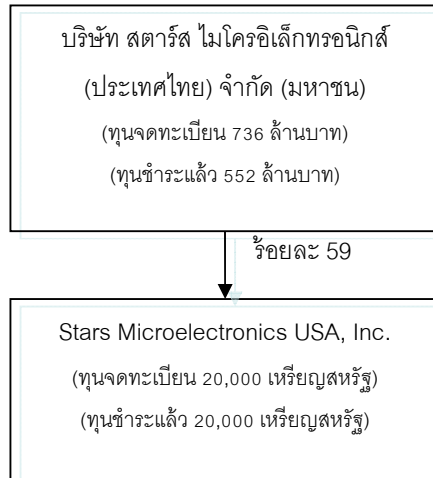 บริษัท สตาร์ส ไมโครอิเล็กทรอนิกส์
(ประเทศไทย) จำกัด (มหาชน)
(ทุนจดทะเบียน 736 ล้านบาท)
(ทุนชำระแล้ว 552 ล้านบาท)
ร้อยละ 59
Stars Microelectronics USA, Inc.
(ทุนจดทะเบียน 20,000 เหรียญสหรัฐ)
(ทุนชำระแล้ว 20,000 เหรียญสหรัฐ)